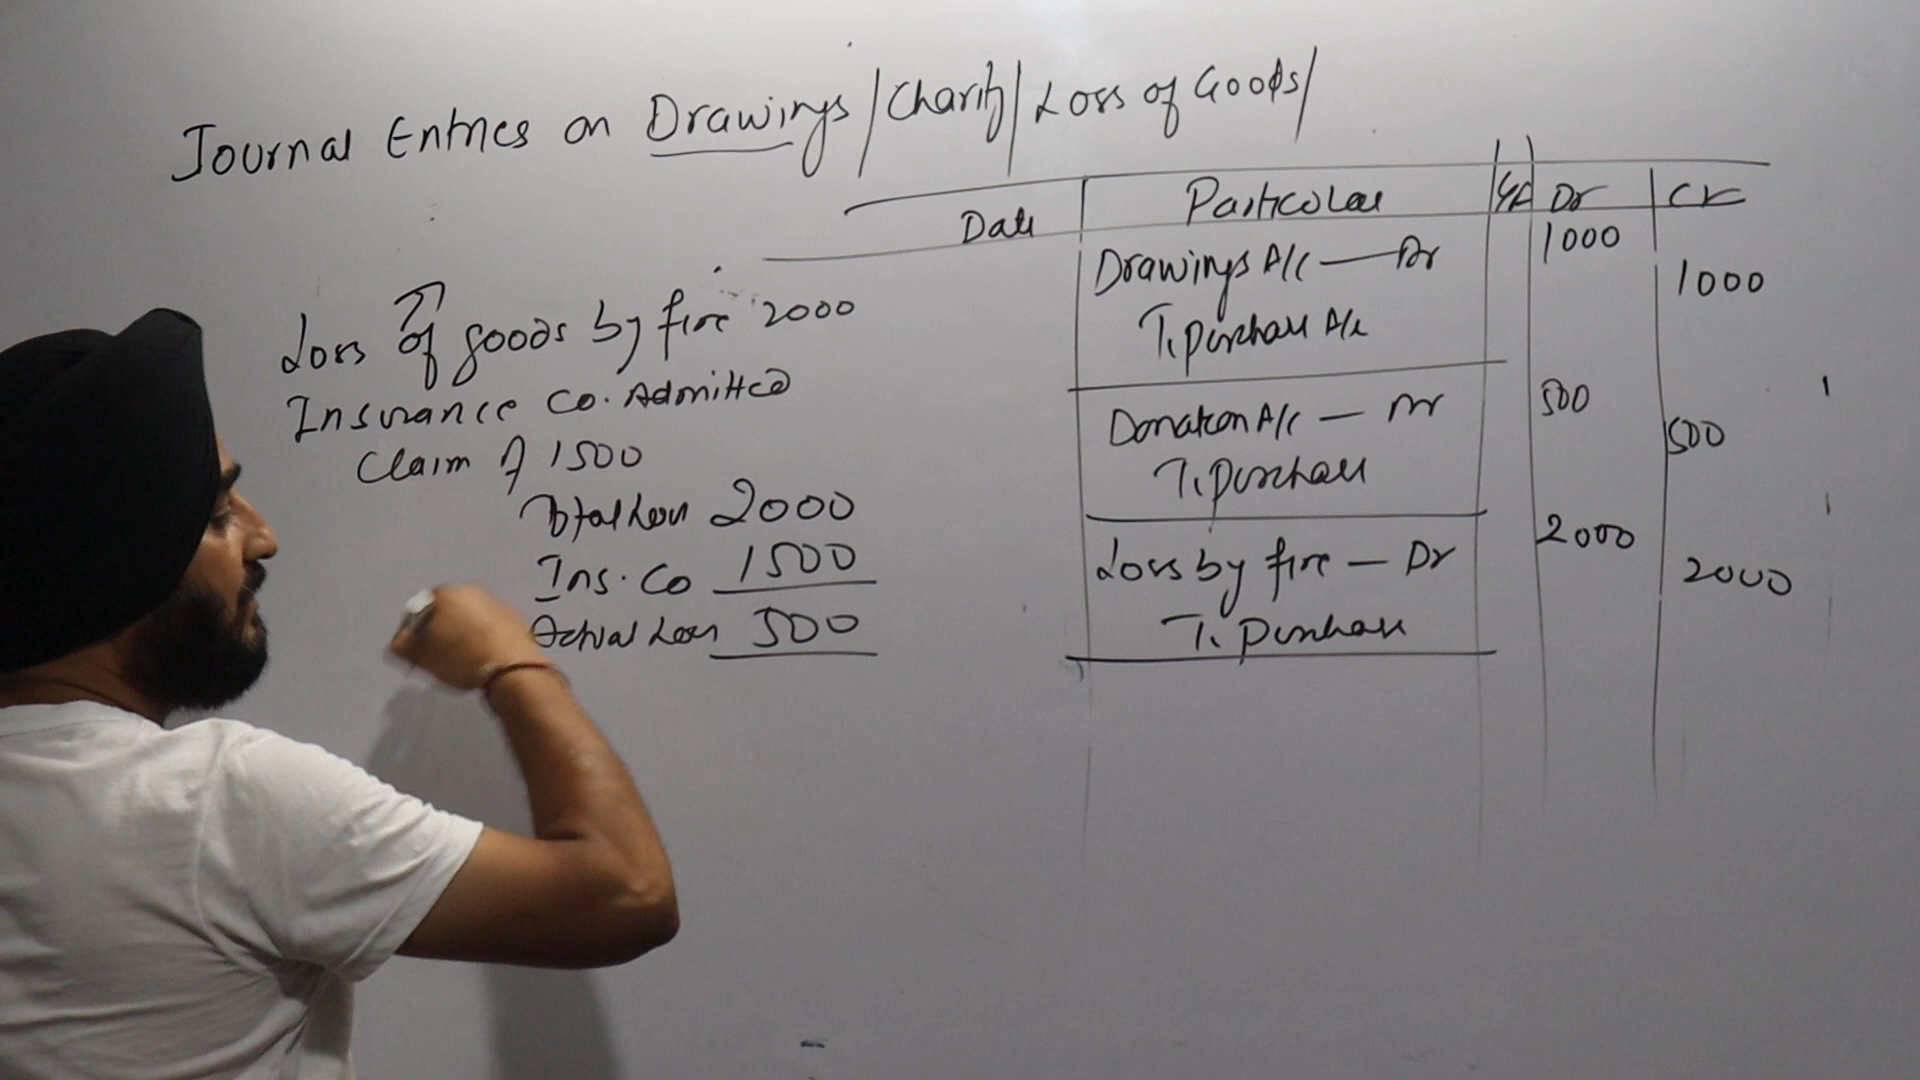 Journal Entries on Drawings / Charity / Loss of Goods /
Date Particular L/F Dr Cr
Drawings A/c — Dr 1000
To purchase A/c 1000
Donation A/c — Dr 500
To purchase 500
Loss by fire — Dr 2000
To purchase 2000
Loss of goods by fire 2000
Insurance Co. Admitted
Claim of 1500
Total Loss 2000
Ins. Co 1500
Actual Loss 500